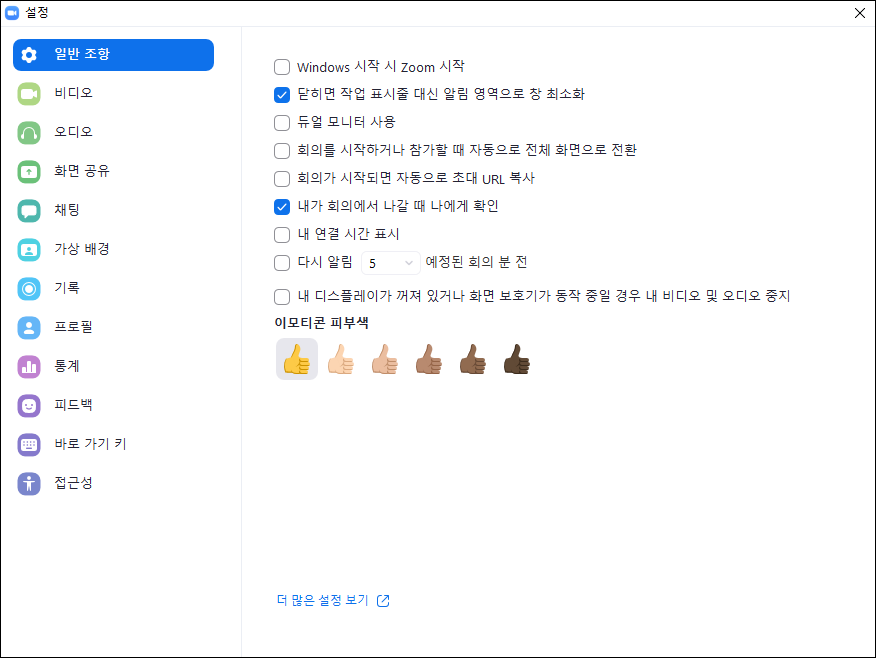 설정
일반 조항
비디오
오디오
화면 공유
채팅
가상 배경
기록
프로필
통계
피드백
바로 가기 키
접근성
Windows 시작 시 Zoom 시작
닫히면 작업 표시줄 대신 알림 영역으로 창 최소화
듀얼 모니터 사용
회의를 시작하거나 참가할 때 자동으로 전체 화면으로 전환
회의가 시작되면 자동으로 초대 URL 복사
내가 회의에서 나갈 때 나에게 확인
내 연결 시간 표시
다시 알림 5 예정된 회의 분 전
내 디스플레이가 꺼져 있거나 화면 보호기가 동작 중일 경우 내 비디오 및 오디오 중지
이모티콘 피부색
더 많은 설정 보기